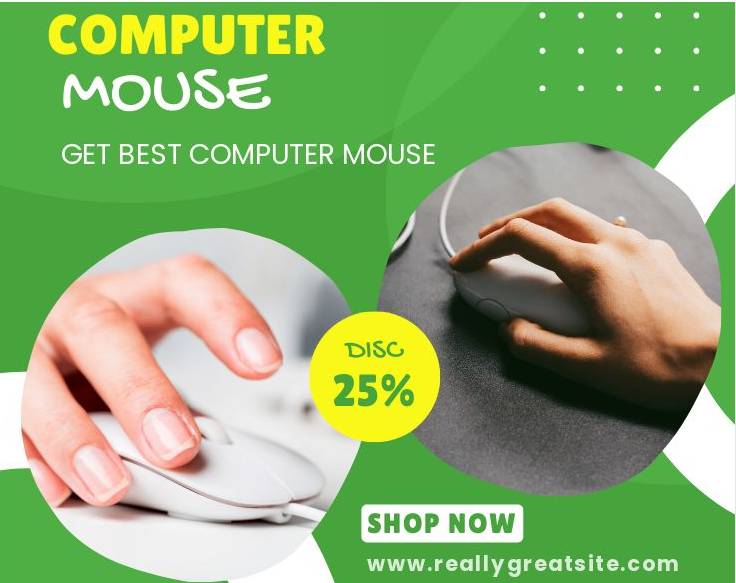 COMPUTER
MOUSE
GET BEST COMPUTER MOUSE
DISC
25%
SHOP NOW
www.reallygreatsite.com